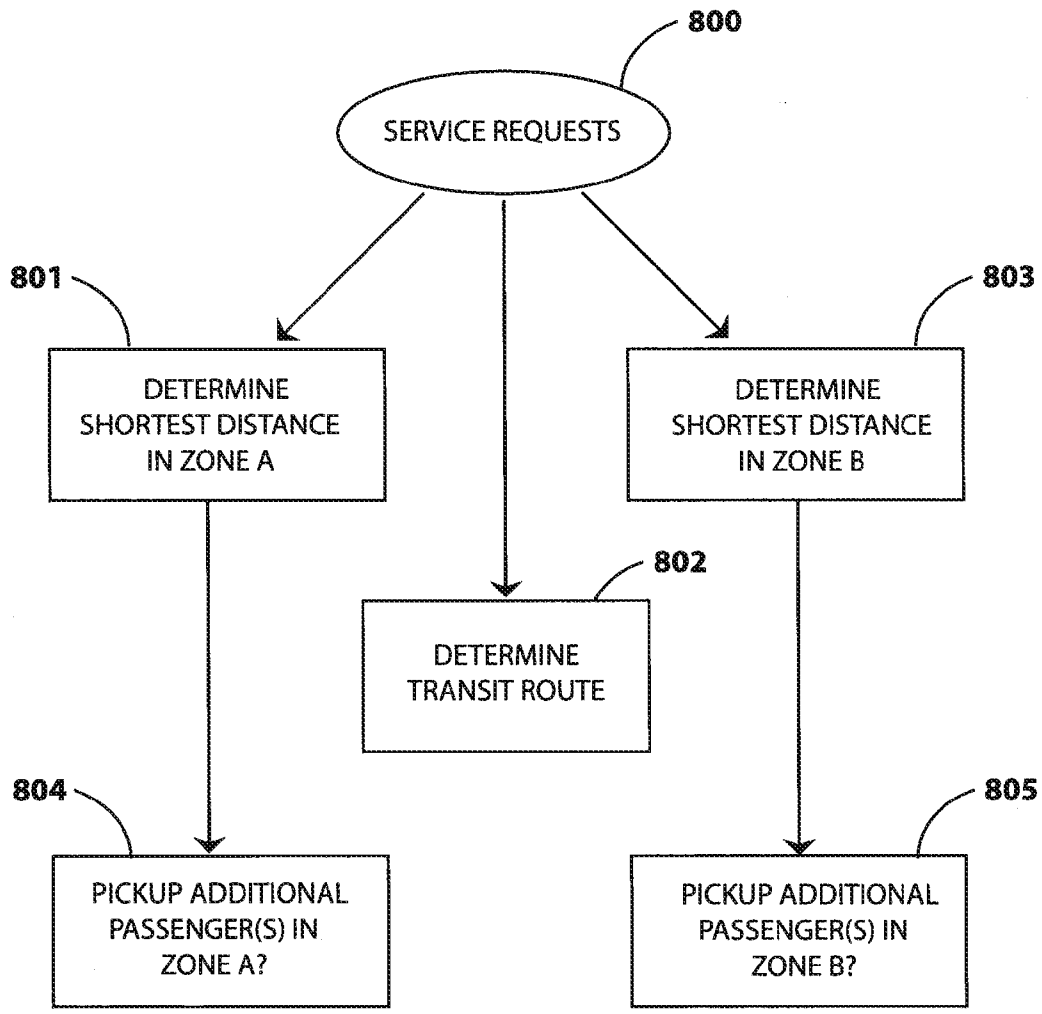 800
SERVICE REQUESTS
801
803
DETERMINE
SHORTEST DISTANCE
IN ZONE A
DETERMINE
SHORTEST DISTANCE
IN ZONE B
802
DETERMINE
TRANSIT ROUTE
804
805
PICKUP ADDITIONAL
PASSENGER(S) IN
ZONE A?
PICKUP ADDITIONAL
PASSENGER(S) IN
ZONE B?